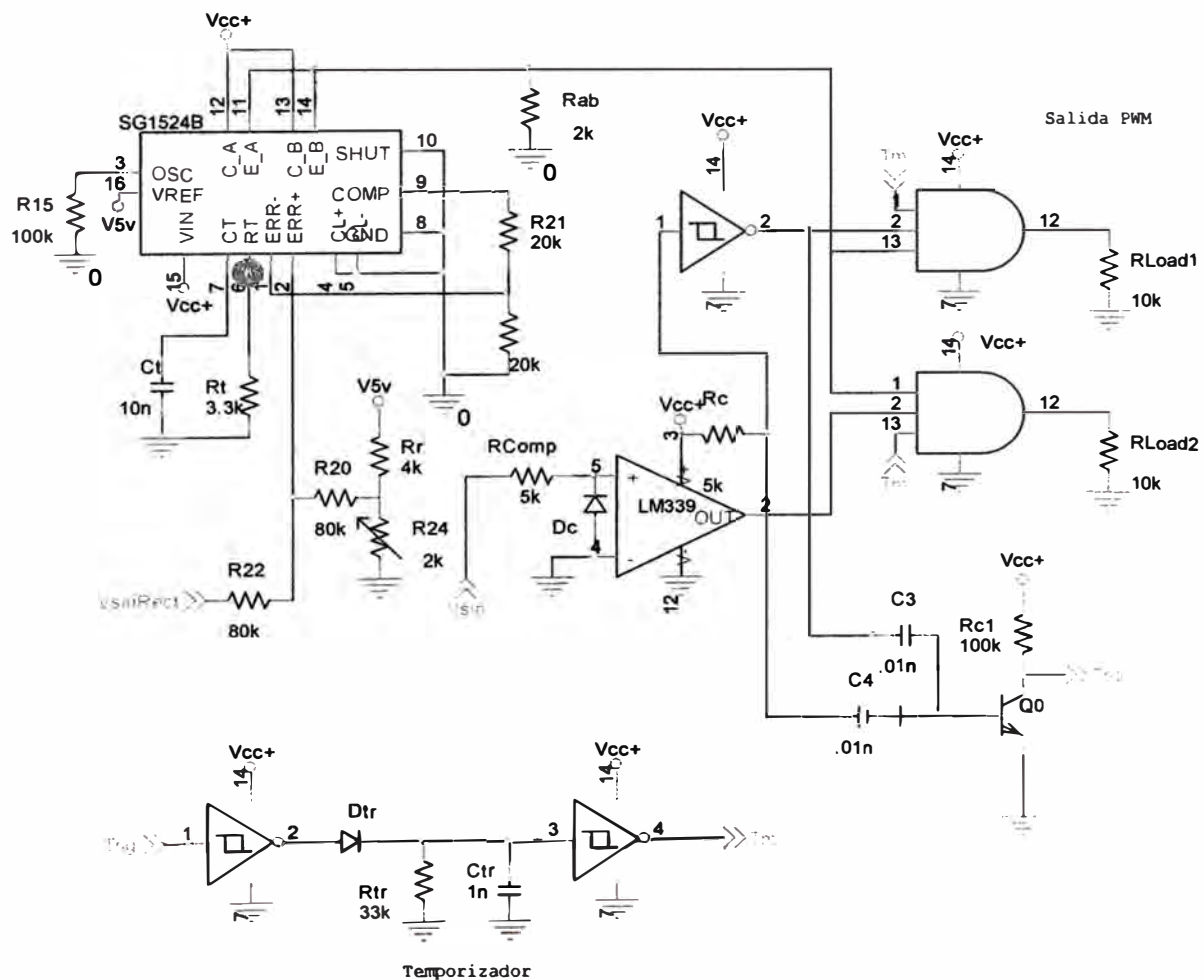 Vcc+
12
11
13
14
SG1524B
C_A
E_A
C_B
E_B
SHUT
10
3
OSC
16
VREF
COMP
9
VIN
CT
RT
ERR-
ERR+
CL+
GND
8
R15
100k
0
V5v
15
Vcc+
7
6
1
2
4
5
R21
20k
20k
0
Rab
2k
0
Ct
10n
Rt
3.3k
V5v
Rr
4k
R20
80k
R24
2k
R22
80k
RComp
5k
Dc
5
4
+
-
LM339
OUT
2
3
12
Vcc+
Rc
5k
Vcc+
14
1
2
7
Salida PWM
Vcc+
14
Tm
1
2
13
12
7
RLoad1
10k
Vcc+
14
1
2
13
12
7
RLoad2
10k
Vcc+
Rc1
100k
C3
.01n
C4
.01n
Q0
Vcc+
14
1
2
7
Dtr
Rtr
33k
Ctr
1n
Vcc+
14
3
4
7
Temporizador